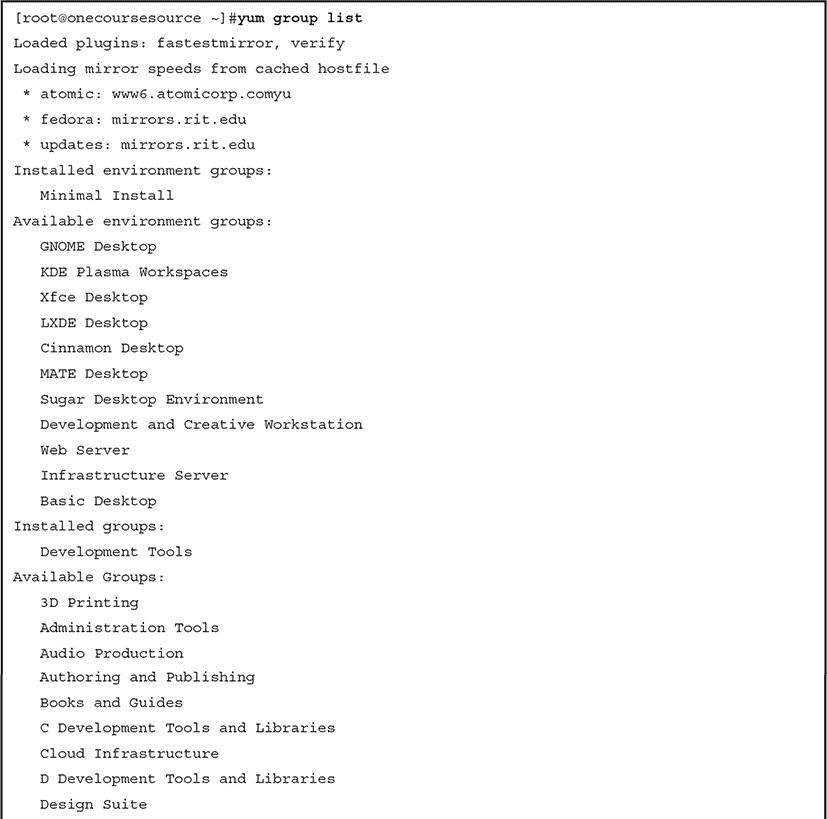 [root@onecoursesource ~]#yum group list
Loaded plugins: fastestmirror, verify
Loading mirror speeds from cached hostfile
 * atomic: www6.atomicorp.comyu
 * fedora: mirrors.rit.edu
 * updates: mirrors.rit.edu
Installed environment groups:
   Minimal Install
Available environment groups:
   GNOME Desktop
   KDE Plasma Workspaces
   Xfce Desktop
   LXDE Desktop
   Cinnamon Desktop
   MATE Desktop
   Sugar Desktop Environment
   Development and Creative Workstation
   Web Server
   Infrastructure Server
   Basic Desktop
Installed groups:
   Development Tools
Available Groups:
   3D Printing
   Administration Tools
   Audio Production
   Authoring and Publishing
   Books and Guides
   C Development Tools and Libraries
   Cloud Infrastructure
   D Development Tools and Libraries
   Design Suite